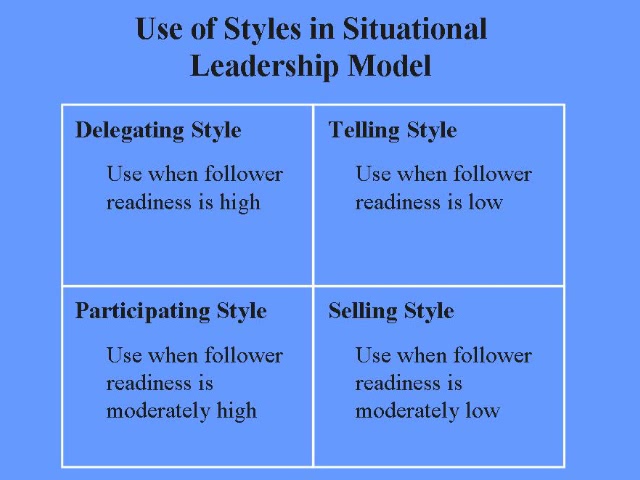 Use of Styles in Situational
Leadership Model
Delegating Style
Use when follower
readiness is high
Telling Style
Use when follower
readiness is low
Participating Style
Use when follower
readiness is
moderately high
Selling Style
Use when follower
readiness is
moderately low